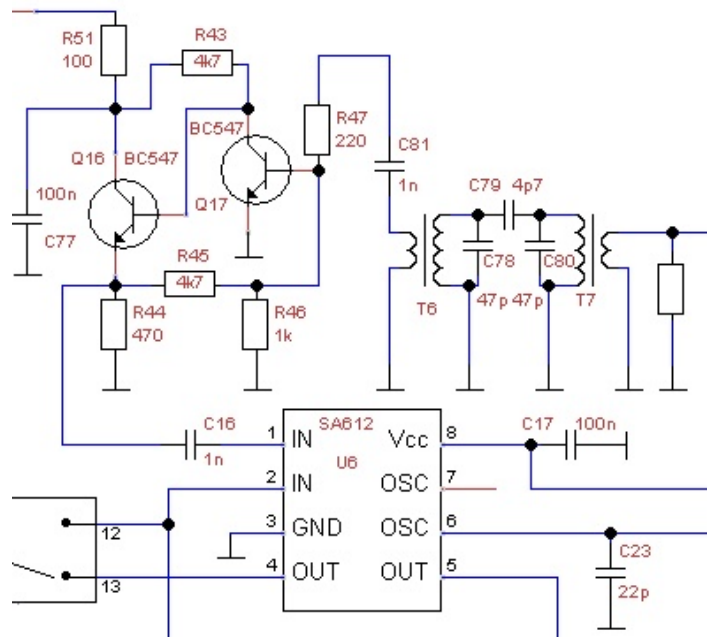 R51
100
R43
4k7
BC547
R47
220
C81
1n
Q16 BC547
C79 4p7
100n
C77
Q17
R45
4k7
C78
C80
47p 47p
T6
T7
R44
470
R46
1k
C16
1n
SA612
U6
C17 100n
1 IN
Vcc 8
2 IN
OSC 7
3 GND
OSC 6
4 OUT
OUT 5
12
13
C23
22p